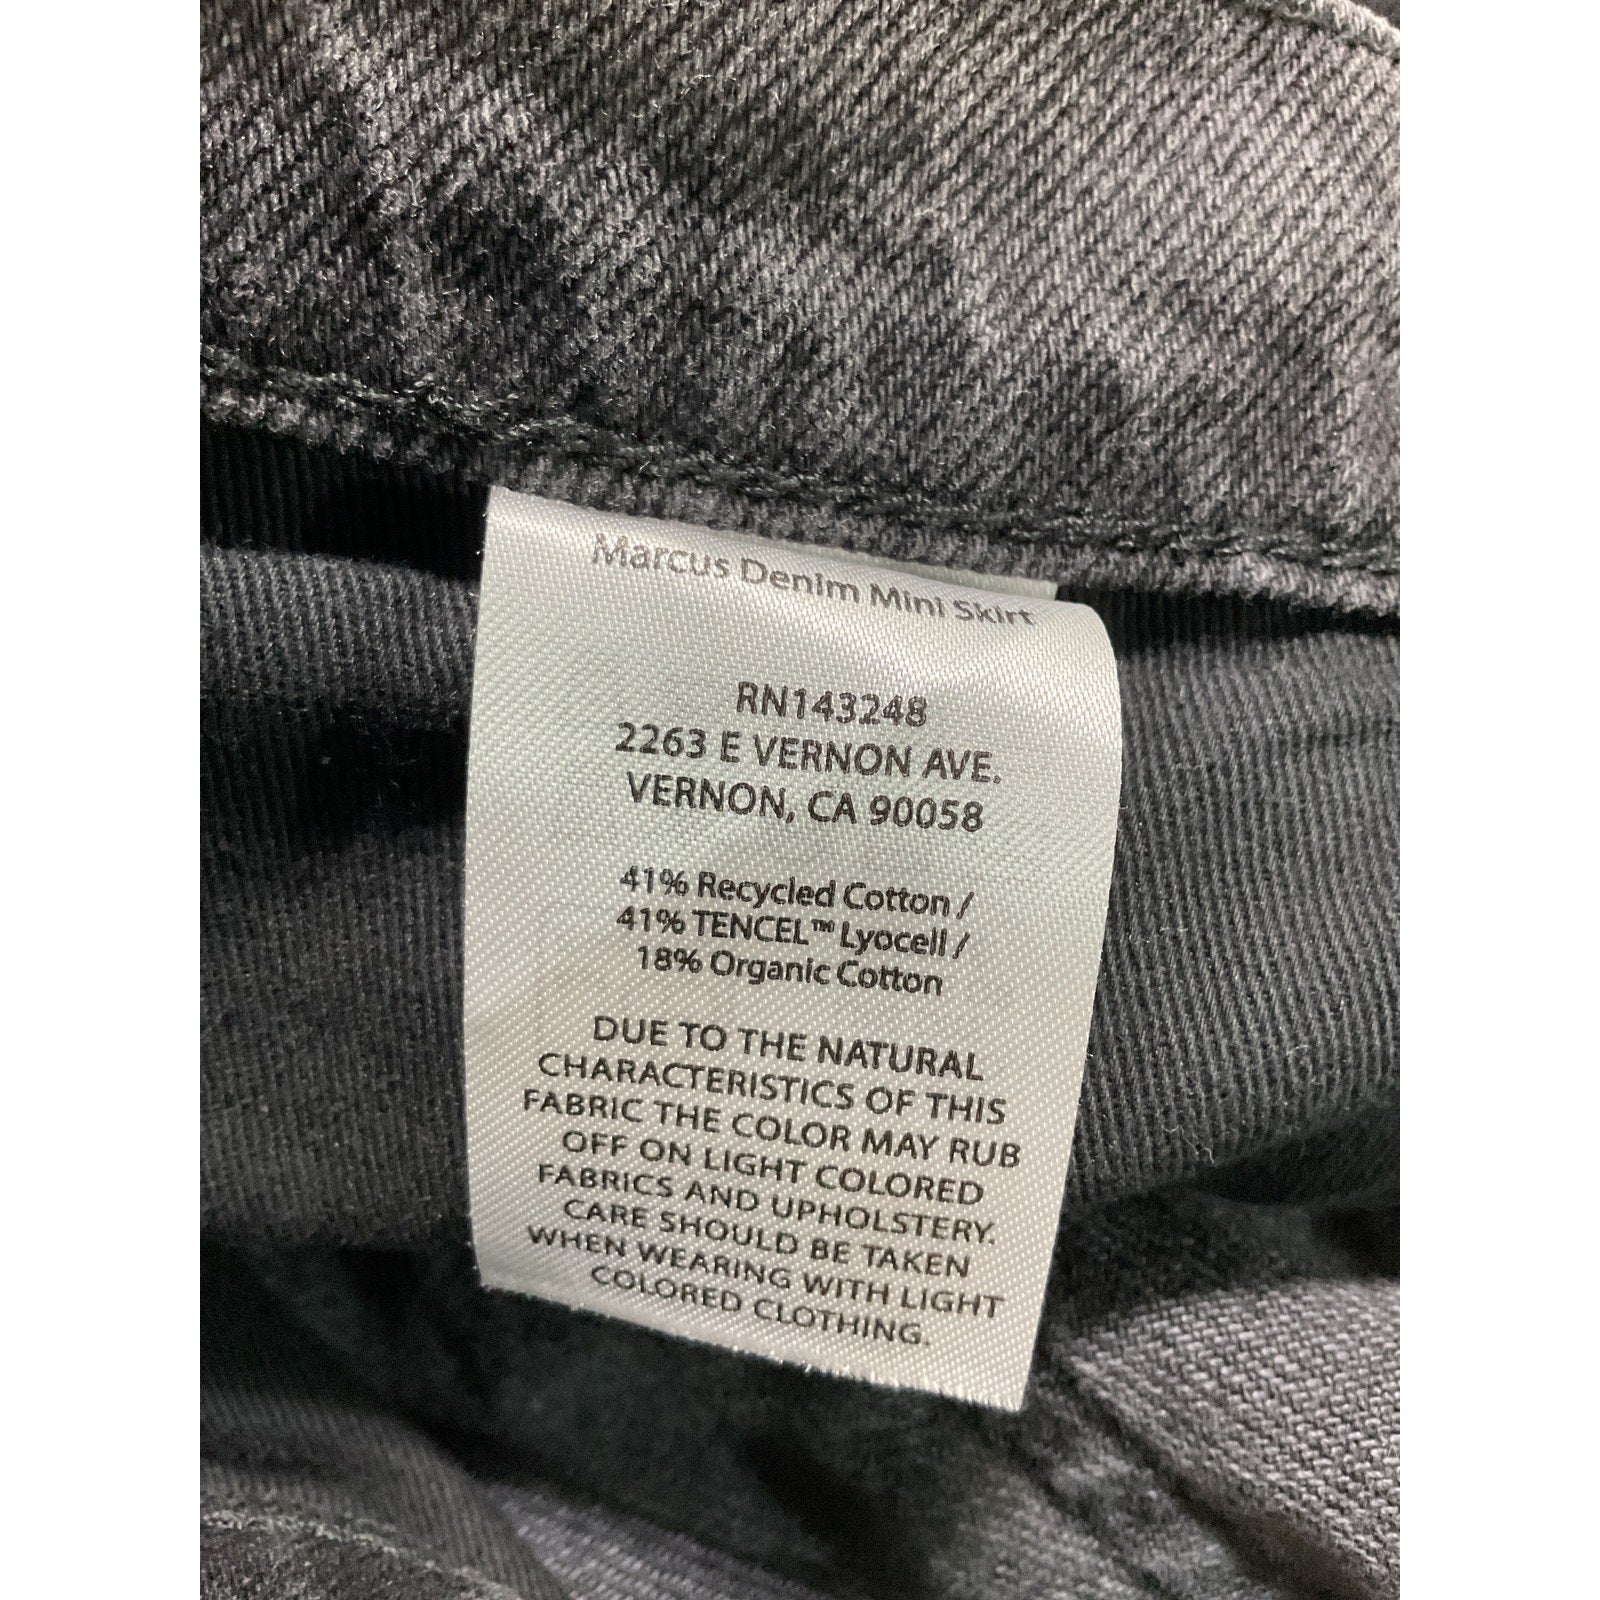 Marcus Denim Mini Skirt
RN143248
2263 E VERNON AVE.
VERNON, CA 90058
41% Recycled Cotton /
41% TENCEL™ Lyocell /
18% Organic Cotton
DUE TO THE NATURAL
CHARACTERISTICS OF THIS
FABRIC THE COLOR MAY RUB
OFF ON LIGHT COLORED
FABRICS AND UPHOLSTERY.
CARE SHOULD BE TAKEN
WHEN WEARING WITH LIGHT
COLORED CLOTHING.